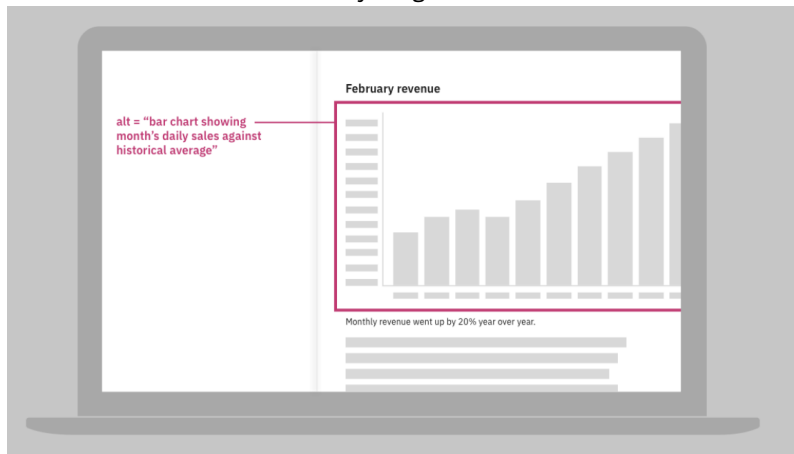 February revenue
alt = “bar chart showing
month’s daily sales against
historical average”
Monthly revenue went up by 20% year over year.